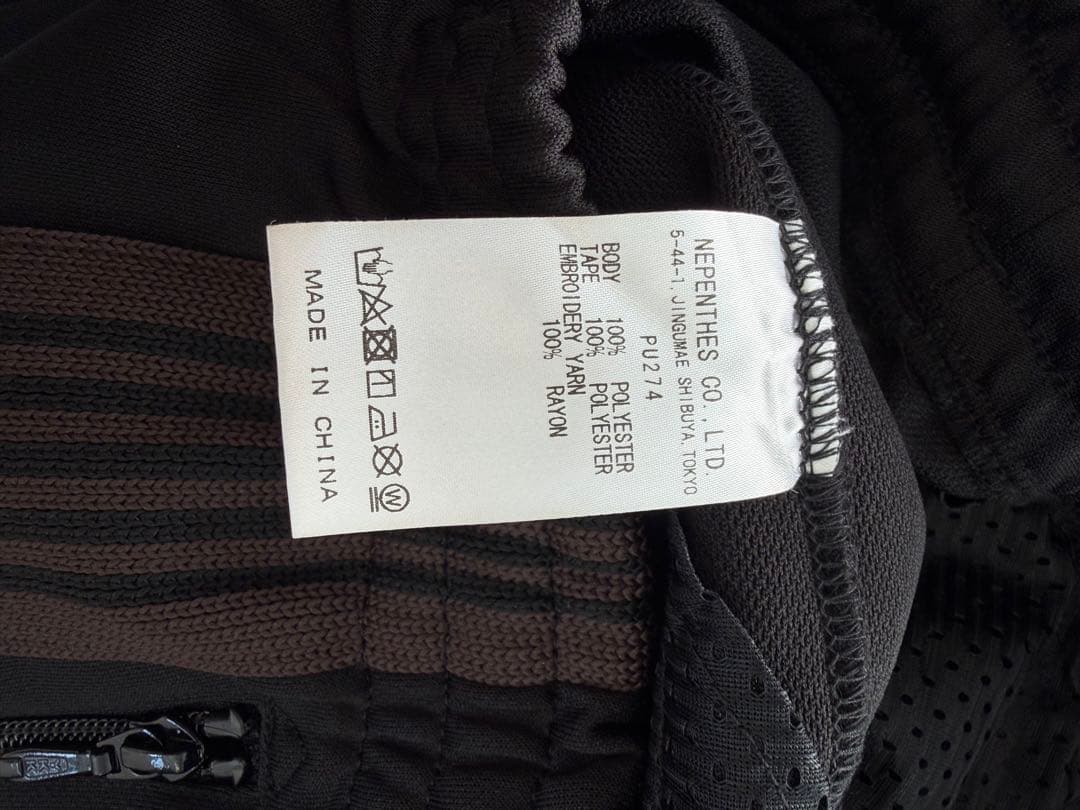 NEPENTHES CO., LTD.
5-44-1, JINGUMAE SHIBUYA, TOKYO
PU274
BODY 100% POLYESTER
TAPE 100% POLYESTER
EMBROIDERY YARN
100% RAYON
W
MADE IN CHINA
YKK